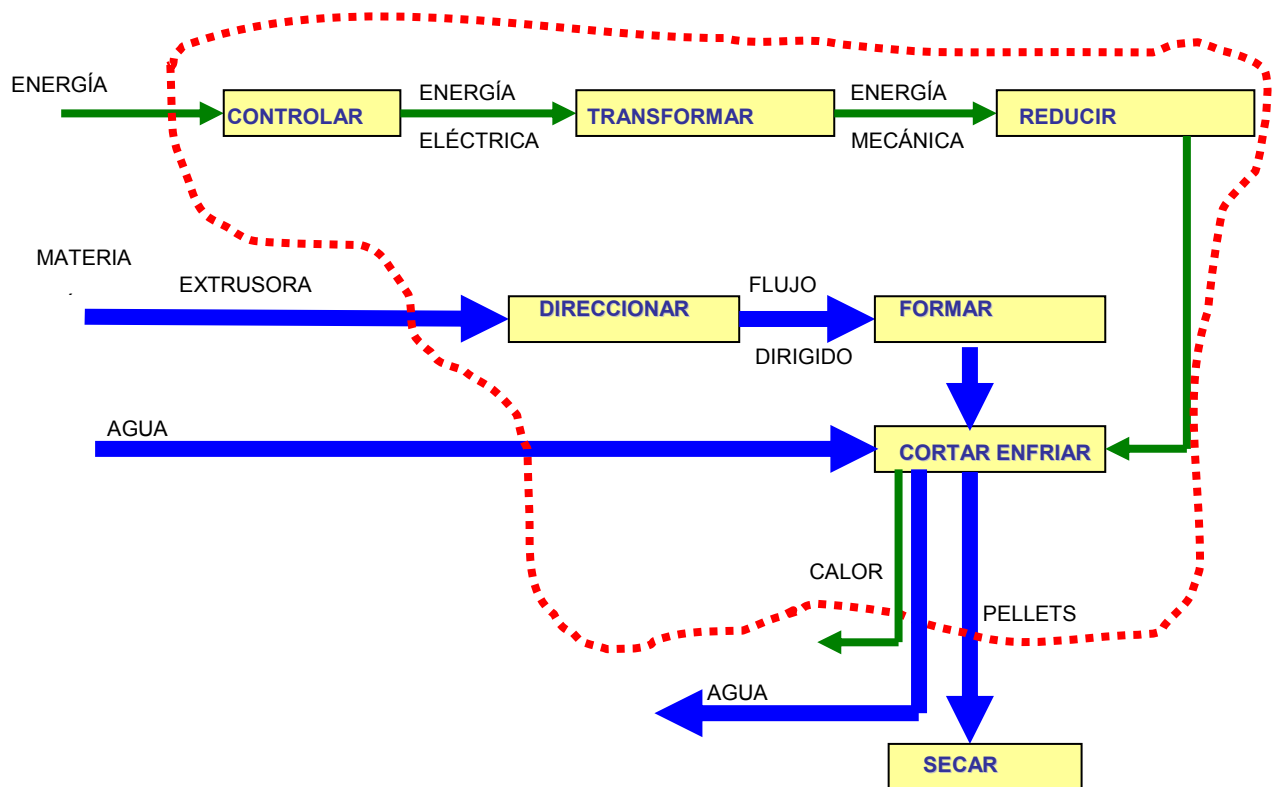 ENERGÍA
CONTROLAR
ENERGÍA
ELÉCTRICA
TRANSFORMAR
ENERGÍA
MECÁNICA
REDUCIR
MATERIA
EXTRUSORA
DIRECCIONAR
FLUJO
DIRIGIDO
FORMAR
AGUA
CORTAR ENFRIAR
CALOR
PELLETS
AGUA
SECAR